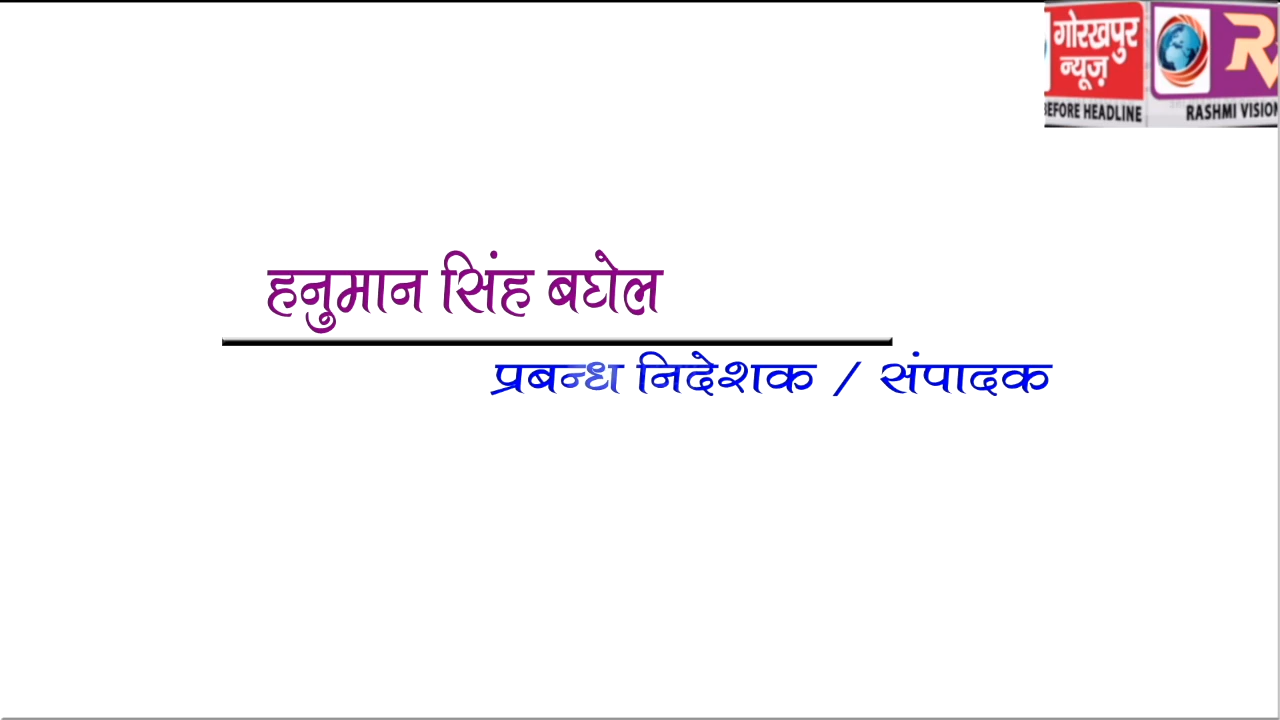 गोरखपुर
न्यूज़
BEFORE HEADLINE
R
RASHMI VISION
हनुमान सिंह बघेल
प्रबन्ध निदेशक / संपादक